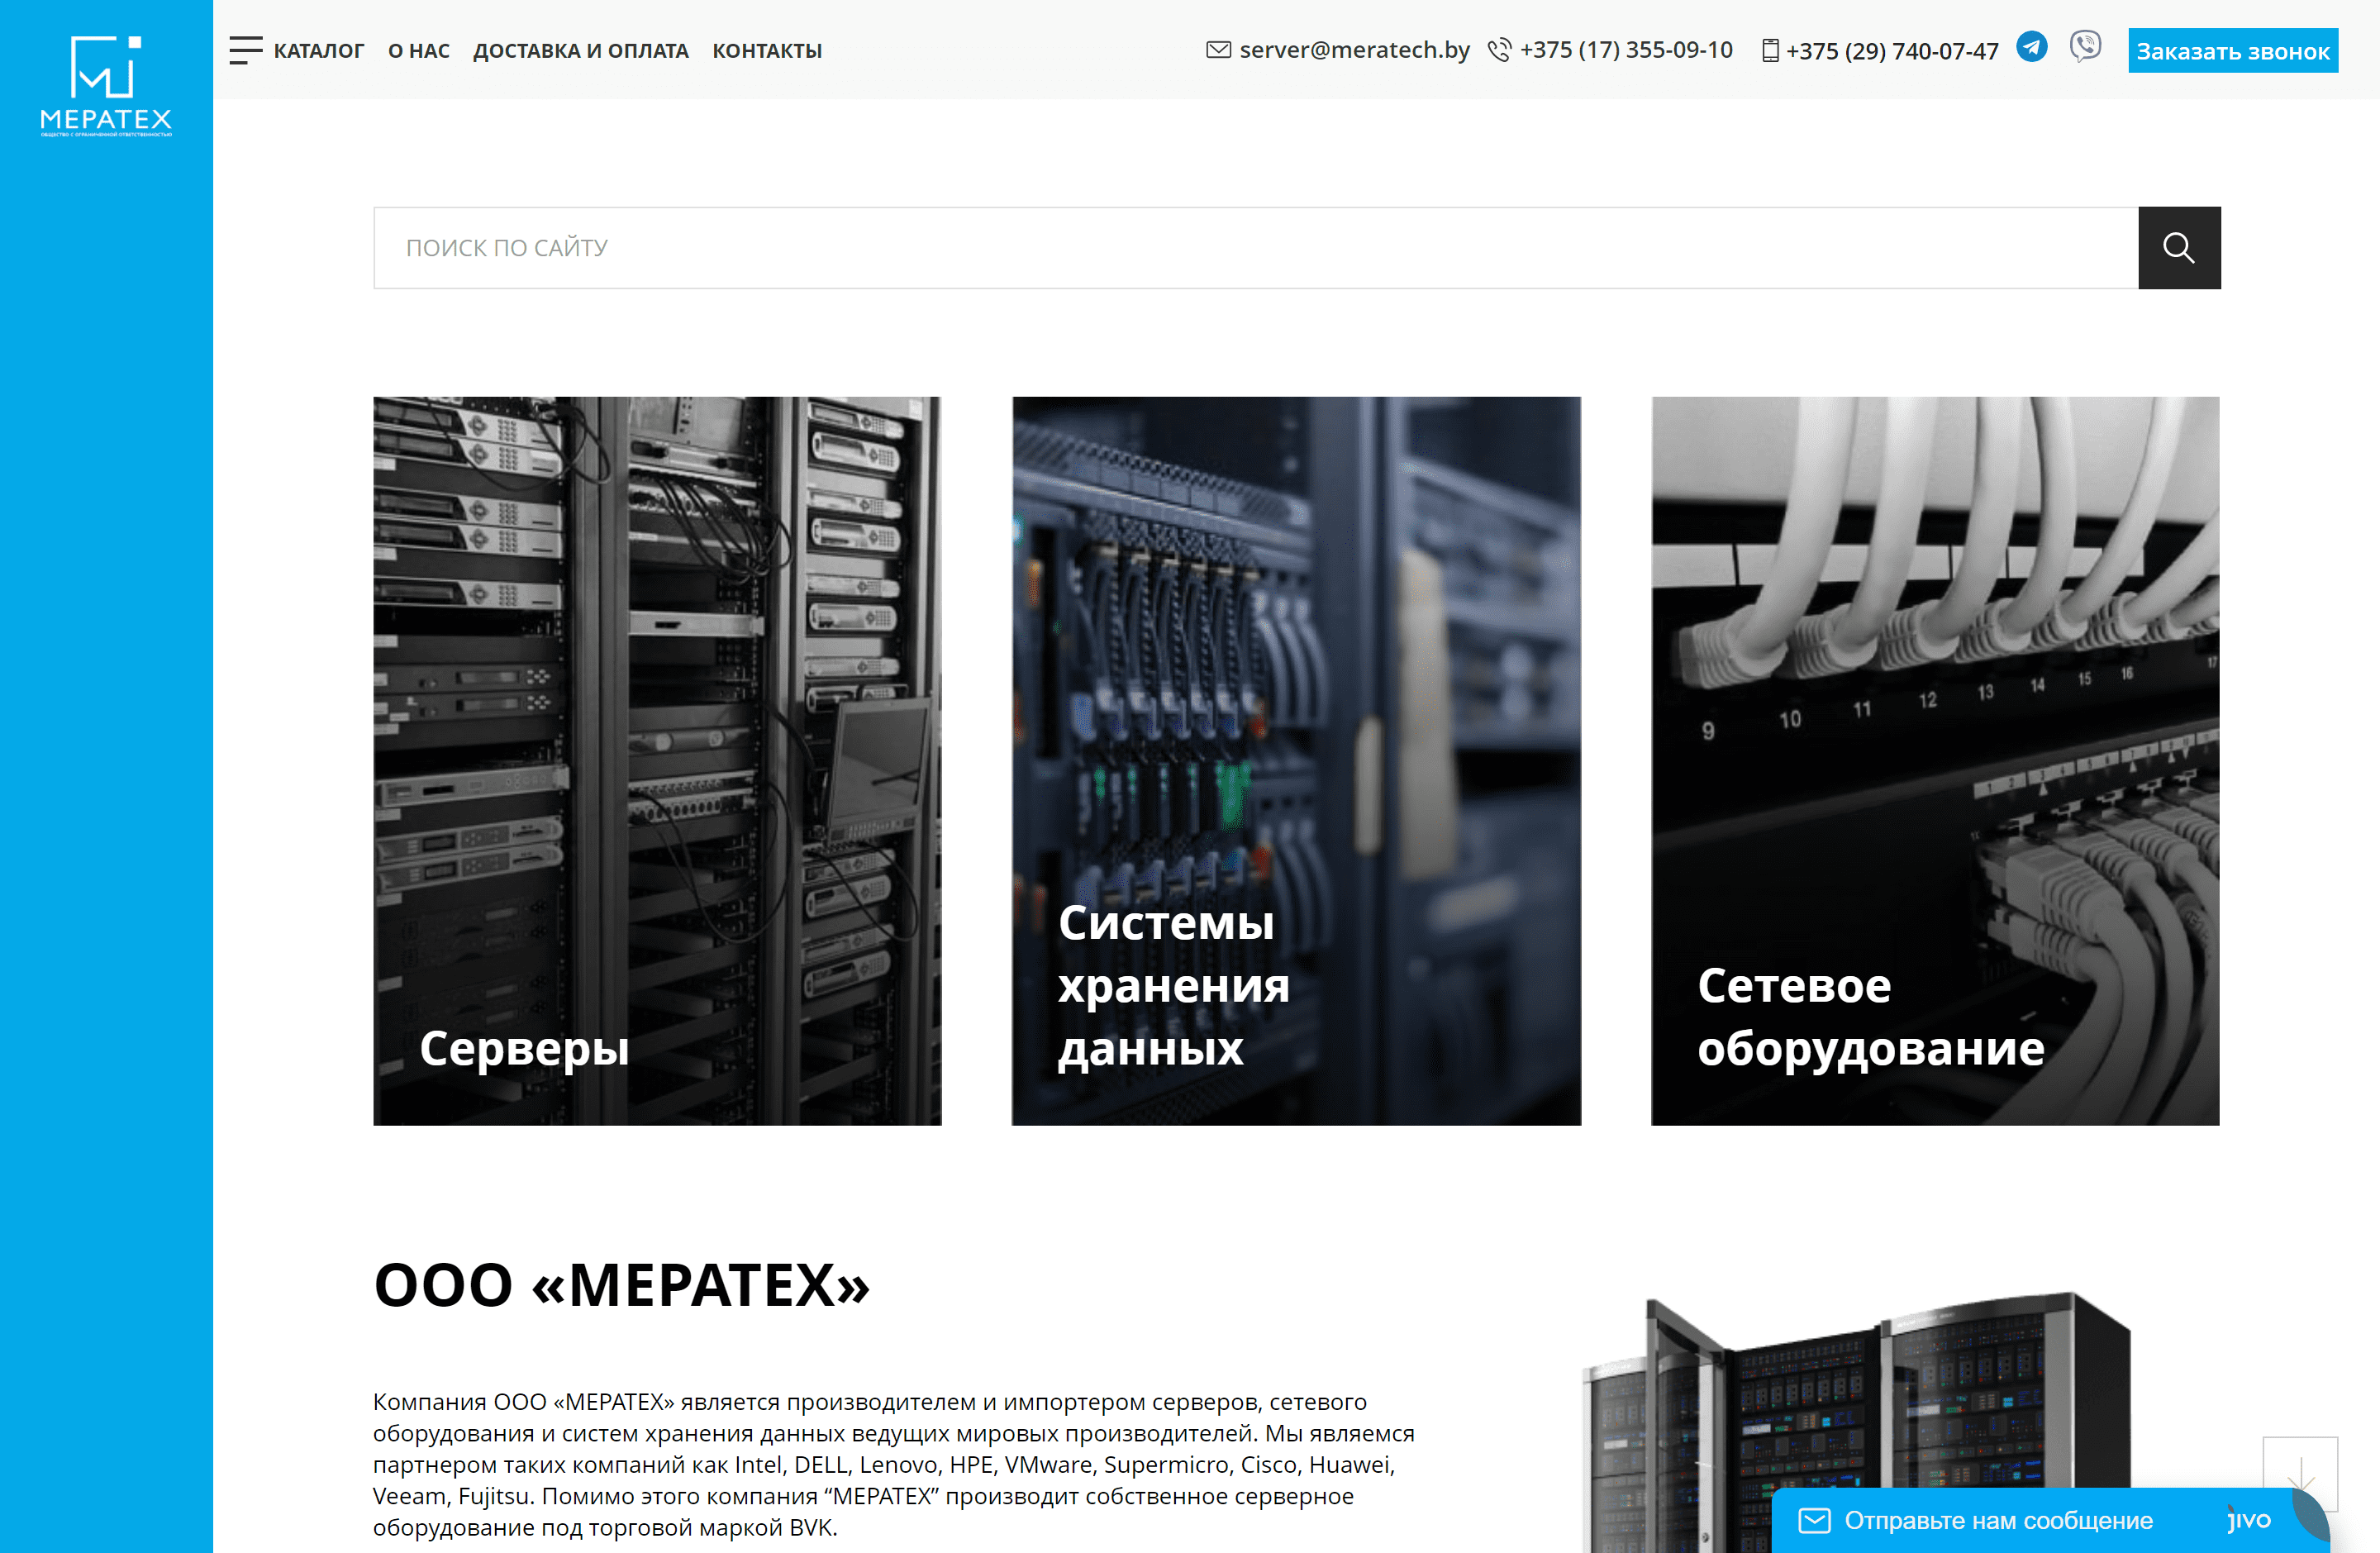 МЕРАТЕХ
ОБЩЕСТВО С ОГРАНИЧЕННОЙ ОТВЕТСТВЕННОСТЬЮ
КАТАЛОГ О НАС ДОСТАВКА И ОПЛАТА КОНТАКТЫ
server@meratech.by +375 (17) 355-09-10 +375 (29) 740-07-47 Заказать звонок
ПОИСК ПО САЙТУ
Серверы
Системы
хранения
данных
9 10 11 12 13 14 15 16 17
Сетевое
оборудование
ООО «МЕРАТЕХ»
Компания ООО «МЕРАТЕХ» является производителем и импортером серверов, сетевого
оборудования и систем хранения данных ведущих мировых производителей. Мы являемся
партнером таких компаний как Intel, DELL, Lenovo, HPE, VMware, Supermicro, Cisco, Huawei,
Veeam, Fujitsu. Помимо этого компания “МЕРАТЕХ” производит собственное серверное
оборудование под торговой маркой BVK.
Отправьте нам сообщение jivo